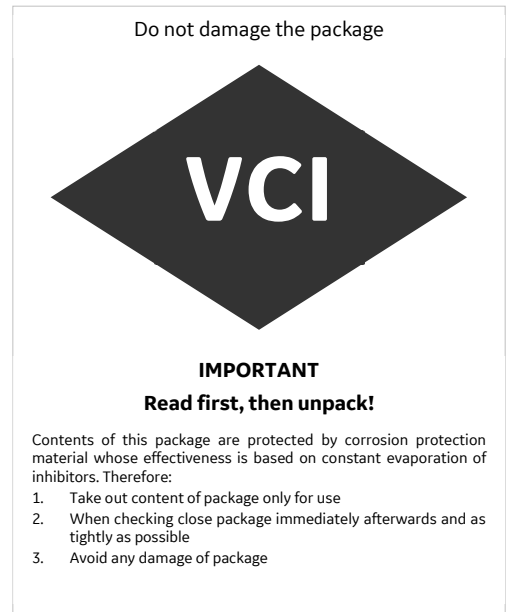 Do not damage the package
VCI
IMPORTANT
Read first, then unpack!
Contents of this package are protected by corrosion protection
material whose effectiveness is based on constant evaporation of
inhibitors. Therefore:
1. Take out content of package only for use
2. When checking close package immediately afterwards and as
tightly as possible
3. Avoid any damage of package